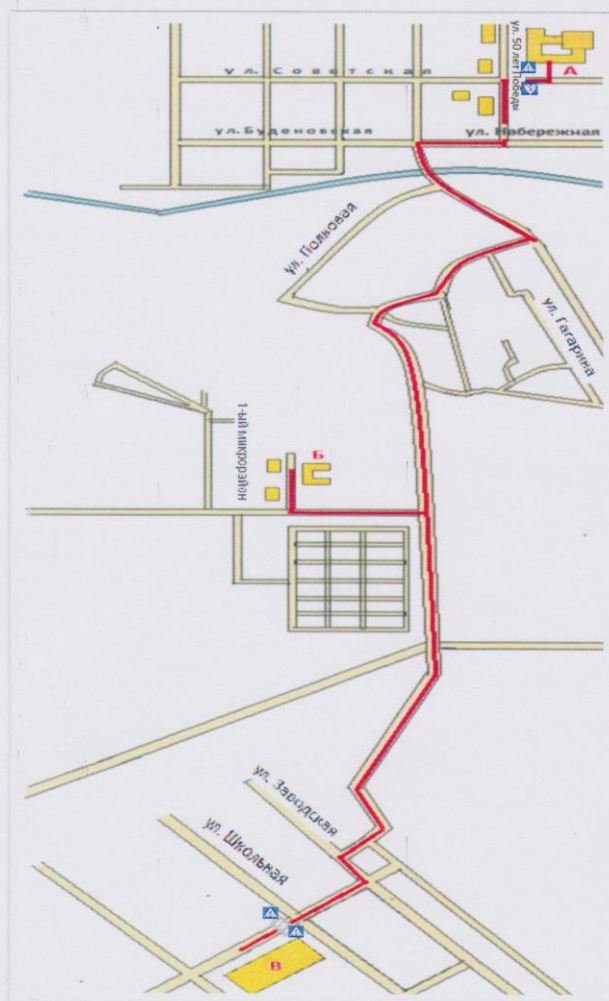 ул. 50 лет Победы
А
ул. Советская
ул. Буденовская
ул. Набережная
ул. Полковая
ул. Гагарина
1-ый микрорайон
Б
ул. Заводская
ул. Школьная
В